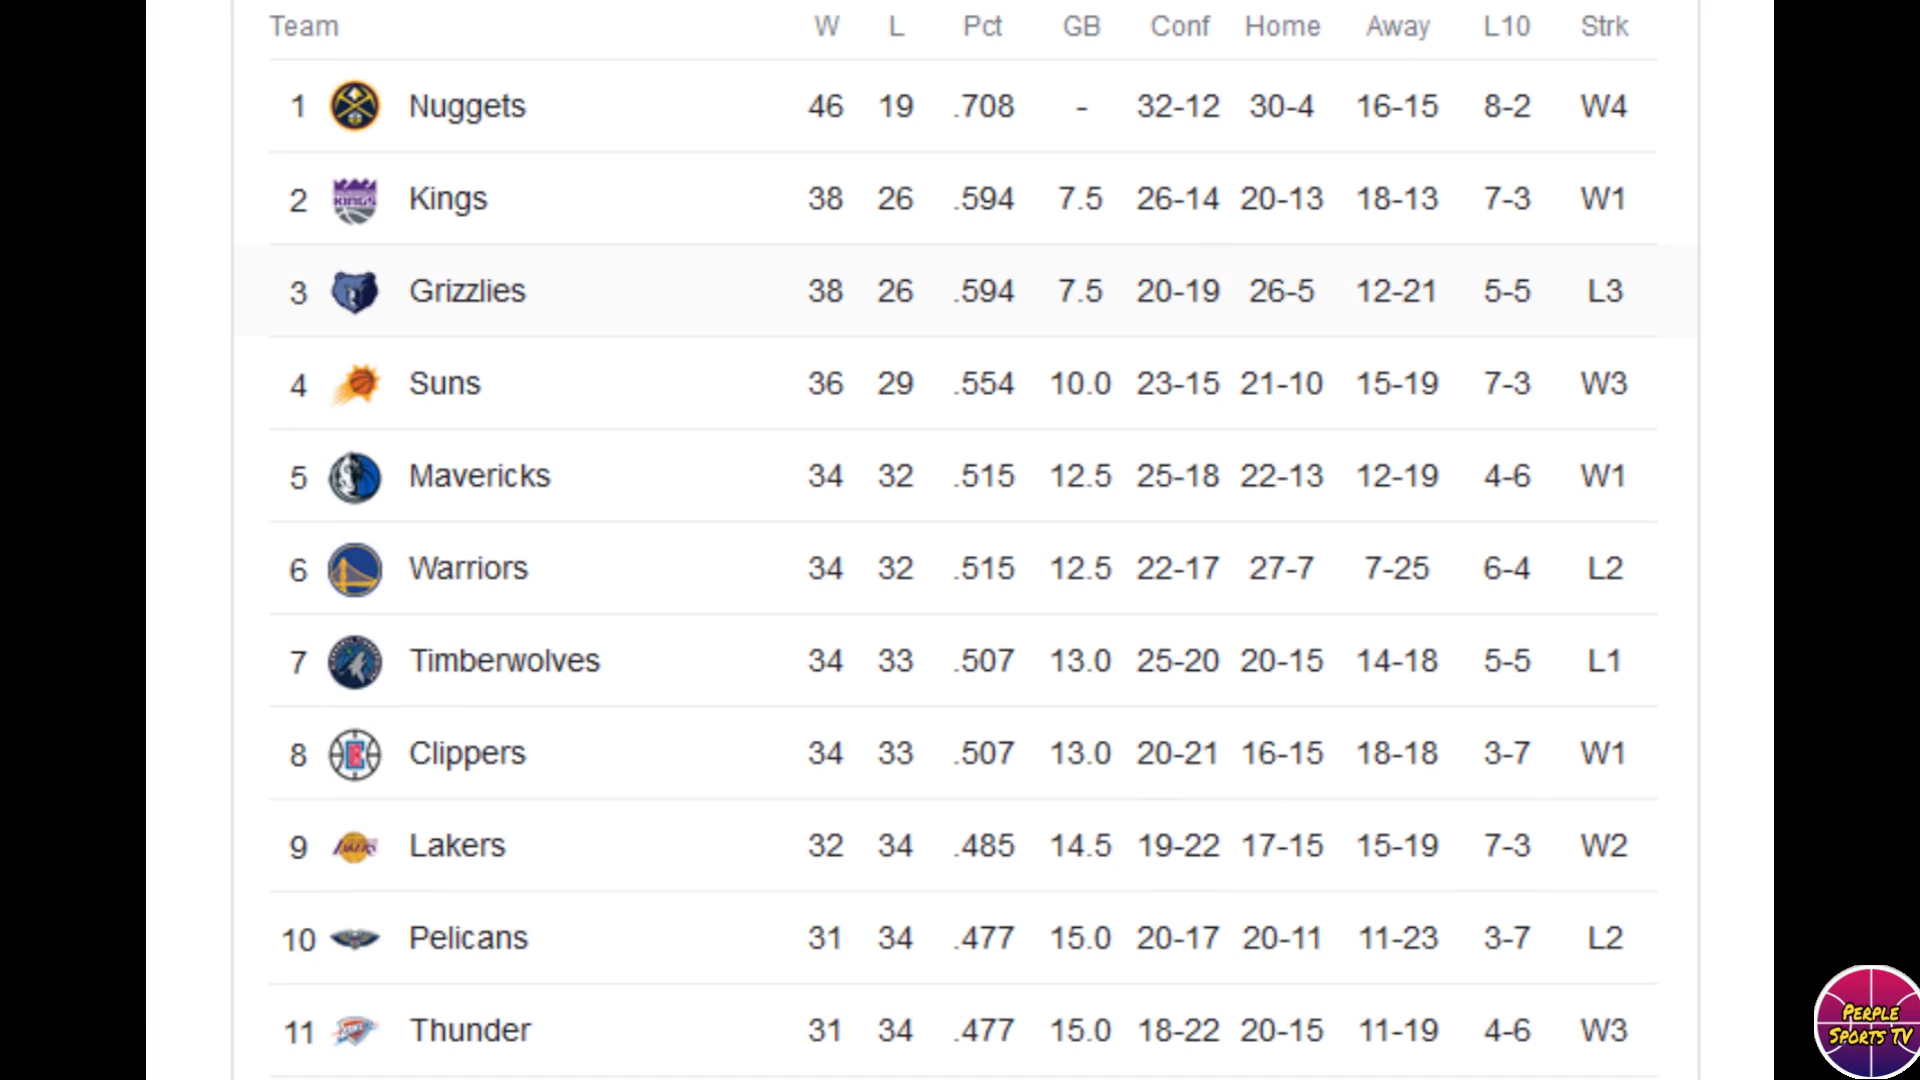 Team W L Pct GB Conf Home Away L10 Strk
1 Nuggets 46 19 .708 - 32-12 30-4 16-15 8-2 W4
2 KINGS Kings 38 26 .594 7.5 26-14 20-13 18-13 7-3 W1
3 Grizzlies 38 26 .594 7.5 20-19 26-5 12-21 5-5 L3
4 Suns 36 29 .554 10.0 23-15 21-10 15-19 7-3 W3
5 Mavericks 34 32 .515 12.5 25-18 22-13 12-19 4-6 W1
6 Warriors 34 32 .515 12.5 22-17 27-7 7-25 6-4 L2
7 Timberwolves 34 33 .507 13.0 25-20 20-15 14-18 5-5 L1
8 Clippers 34 33 .507 13.0 20-21 16-15 18-18 3-7 W1
9 Lakers 32 34 .485 14.5 19-22 17-15 15-19 7-3 W2
10 Pelicans 31 34 .477 15.0 20-17 20-11 11-23 3-7 L2
11 Thunder 31 34 .477 15.0 18-22 20-15 11-19 4-6 W3
PERPLE
SPORTS TV